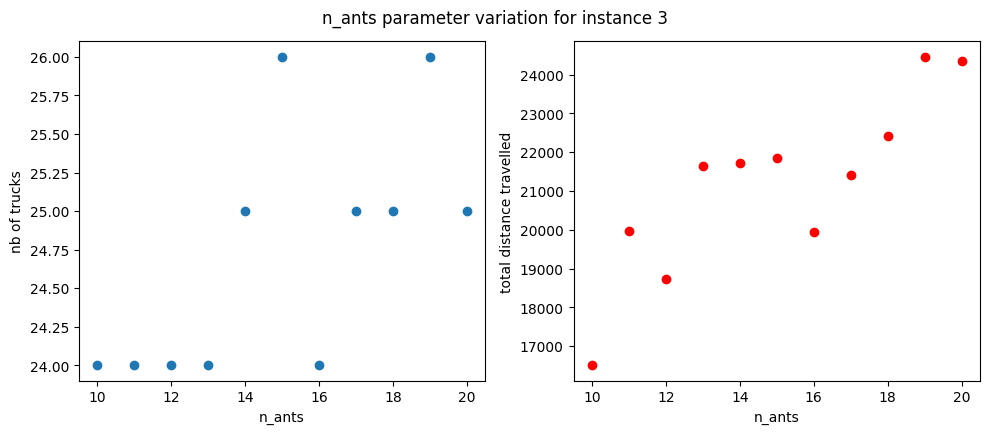 n_ants parameter variation for instance 3
26.00
25.75
25.50
25.25
25.00
24.75
24.50
24.25
24.00
nb of trucks
10 12 14 16 18 20
n_ants
24000
23000
22000
21000
20000
19000
18000
17000
total distance travelled
10 12 14 16 18 20
n_ants